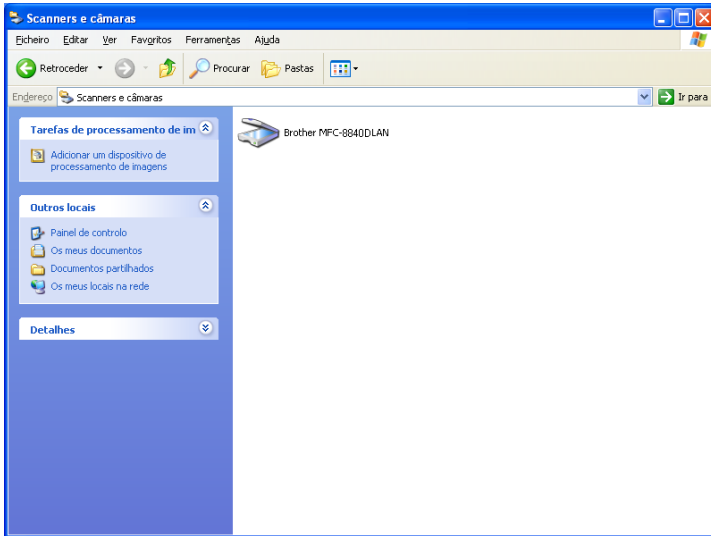 Scanners e câmaras
Ficheiro Editar Ver Favoritos Ferramentas Ajuda
Retroceder Procurar Pastas
Endereço Scanners e câmaras Ir para
Tarefas de processamento de im
Adicionar um dispositivo de
processamento de imagens
Outros locais
Painel de controlo
Os meus documentos
Documentos partilhados
Os meus locais na rede
Detalhes
Brother MFC-8840DLAN